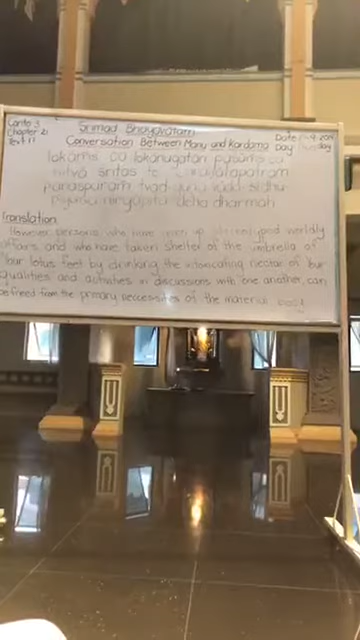 Canto 3
Chapter 21
Text 17
Srimad Bhagavatam
Conversation Between Manu and Kardama
Date
Day
lokams ca lokanugatan pasums ca
hitva sritas te
parasparam tvad-guna-vada-sidhu
piyusa-niryapita-deha-dharmah
Translation
However, persons who have given up worldly
affairs and who have taken shelter of the umbrella of
Your lotus feet by drinking the intoxicating nectar of Your
qualities and activities in discussions with one another, can
be freed from the primary neccessities of the material body